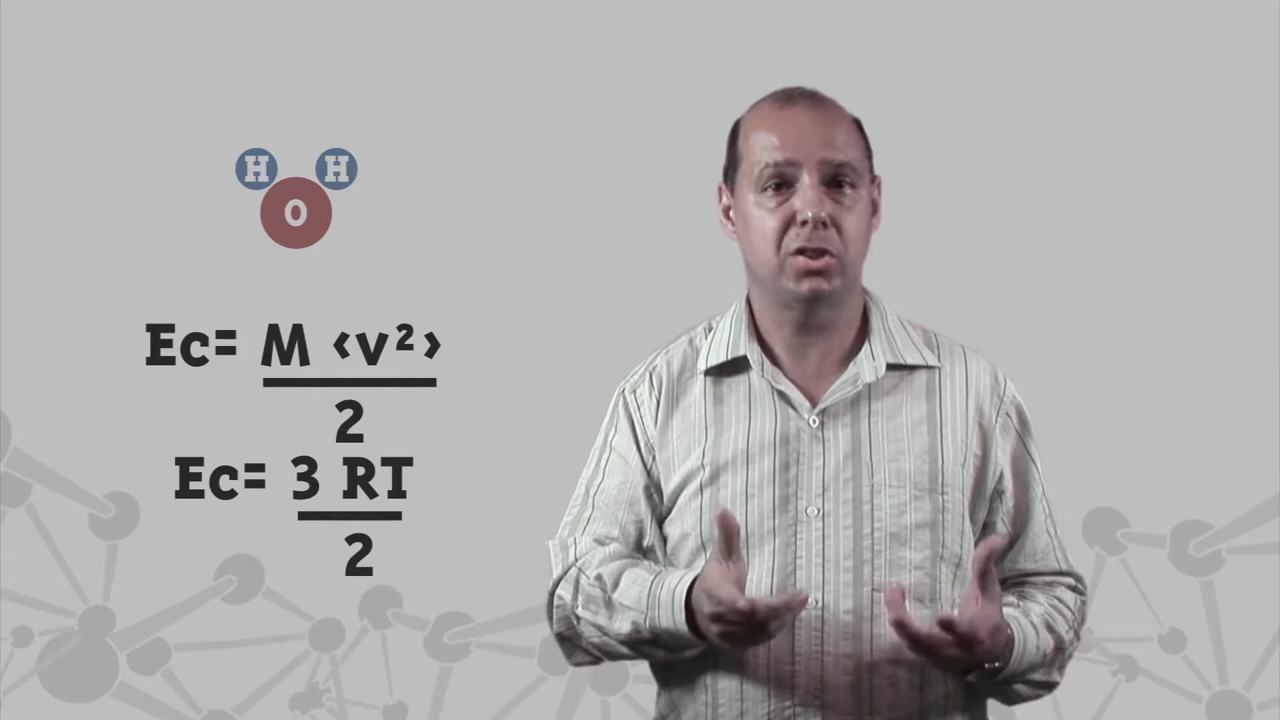 H H
O
Ec= M ‹v²›
2
Ec= 3 RT
2